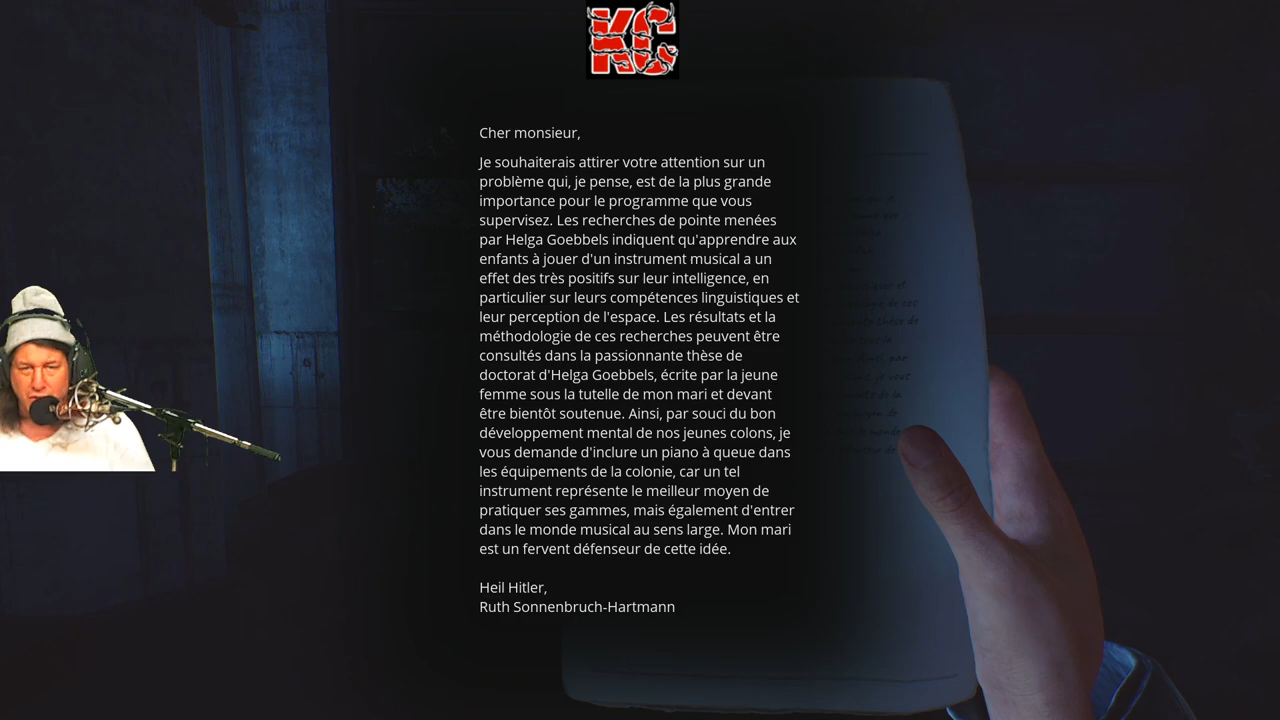 KC
Cher monsieur,
Je souhaiterais attirer votre attention sur un
problème qui, je pense, est de la plus grande
importance pour le programme que vous
supervisez. Les recherches de pointe menées
par Helga Goebbels indiquent qu'apprendre aux
enfants à jouer d'un instrument musical a un
effet des très positifs sur leur intelligence, en
particulier sur leurs compétences linguistiques et
leur perception de l'espace. Les résultats et la
méthodologie de ces recherches peuvent être
consultés dans la passionnante thèse de
doctorat d'Helga Goebbels, écrite par la jeune
femme sous la tutelle de mon mari et devant
être bientôt soutenue. Ainsi, par souci du bon
développement mental de nos jeunes colons, je
vous demande d'inclure un piano à queue dans
les équipements de la colonie, car un tel
instrument représente le meilleur moyen de
pratiquer ses gammes, mais également d'entrer
dans le monde musical au sens large. Mon mari
est un fervent défenseur de cette idée.
Heil Hitler,
Ruth Sonnenbruch-Hartmann